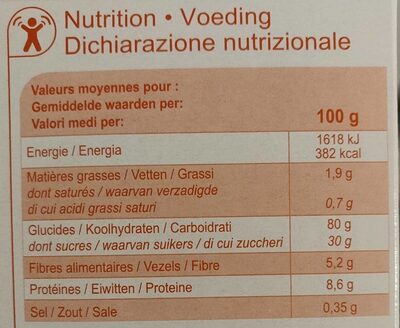 Nutrition • Voeding
Dichiarazione nutrizionale
Valeurs moyennes pour :
Gemiddelde waarden per:
Valori medi per:
100 g
Energie / Energia
1618 kJ
382 kcal
Matières grasses / Vetten / Grassi 1,9 g
dont saturés / waarvan verzadigde
di cui acidi grassi saturi 0,7 g
Glucides / Koolhydraten / Carboidrati 80 g
dont sucres / waarvan suikers / di cui zuccheri 30 g
Fibres alimentaires / Vezels / Fibre 5,2 g
Protéines / Eiwitten / Proteine 8,6 g
Sel / Zout / Sale 0,35 g